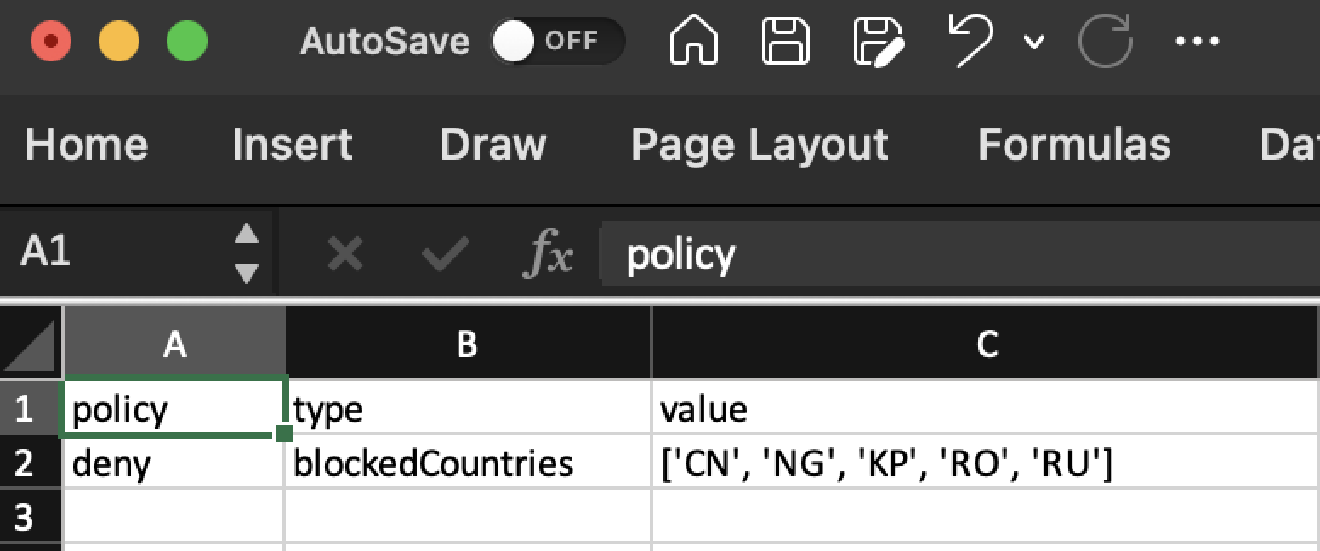 AutoSave OFF
Home Insert Draw Page Layout Formulas Da
A1 fx policy
A B C
1 policy type value
2 deny blockedCountries ['CN', 'NG', 'KP', 'RO', 'RU']
3